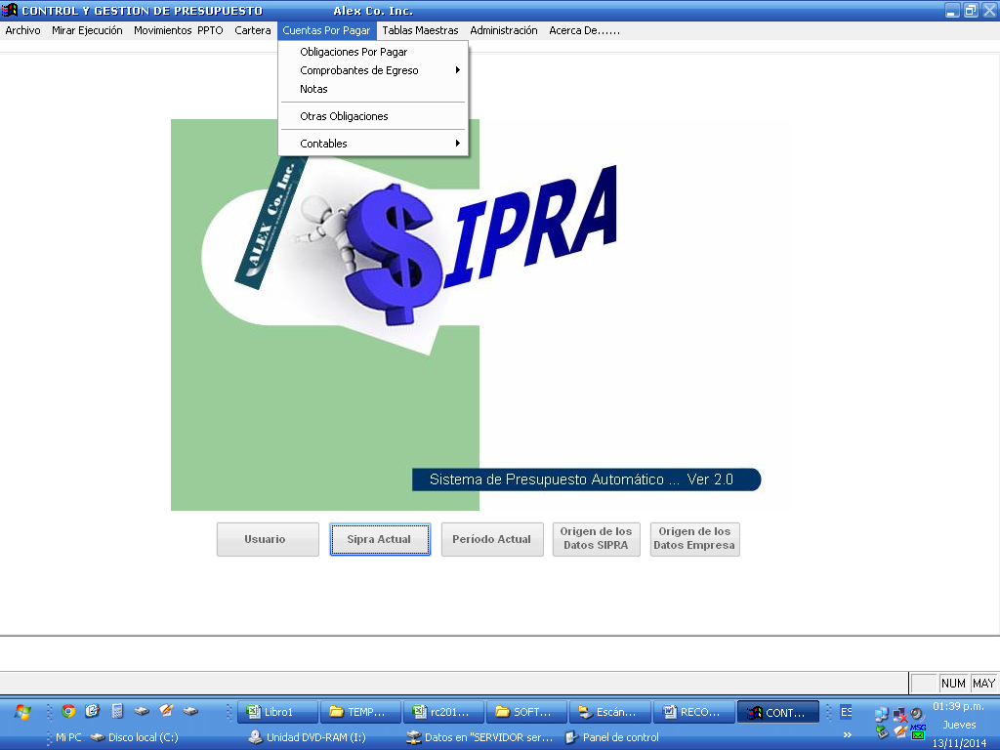 CONTROL Y GESTION DE PRESUPUESTO Alex Co. Inc.
Archivo Mirar Ejecución Movimientos PPTO Cartera Cuentas Por Pagar Tablas Maestras Administración Acerca De......
Obligaciones Por Pagar
Comprobantes de Egreso
Notas
Otras Obligaciones
Contables
ALEX Co. Inc.
$IPRA
Sistema de Presupuesto Automático ... Ver 2.0
Usuario
Sipra Actual
Período Actual
Origen de los
Datos SIPRA
Origen de los
Datos Empresa
NUM MAY
Libro1 TEMP... rc201... SOFT... Escán... RECO... CONT... ES
01:39 p.m.
Jueves
13/11/2014
Mi PC Disco local (C:) Unidad DVD-RAM (I:) Datos en "SERVIDOR ser... Panel de control »
MSG